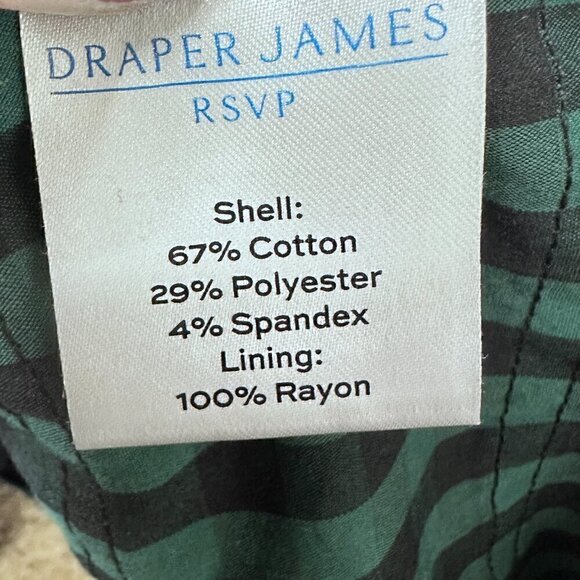 DRAPER JAMES
RSVP
Shell:
67% Cotton
29% Polyester
4% Spandex
Lining:
100% Rayon